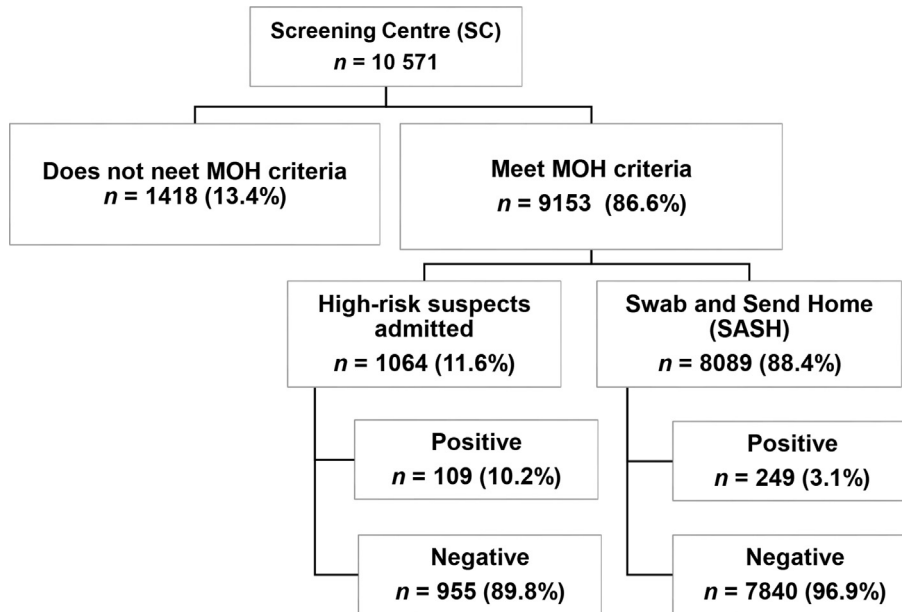 Screening Centre (SC)
n = 10 571
Does not neet MOH criteria
n = 1418 (13.4%)
Meet MOH criteria
n = 9153 (86.6%)
High-risk suspects
admitted
n = 1064 (11.6%)
Swab and Send Home
(SASH)
n = 8089 (88.4%)
Positive
n = 109 (10.2%)
Positive
n = 249 (3.1%)
Negative
n = 955 (89.8%)
Negative
n = 7840 (96.9%)